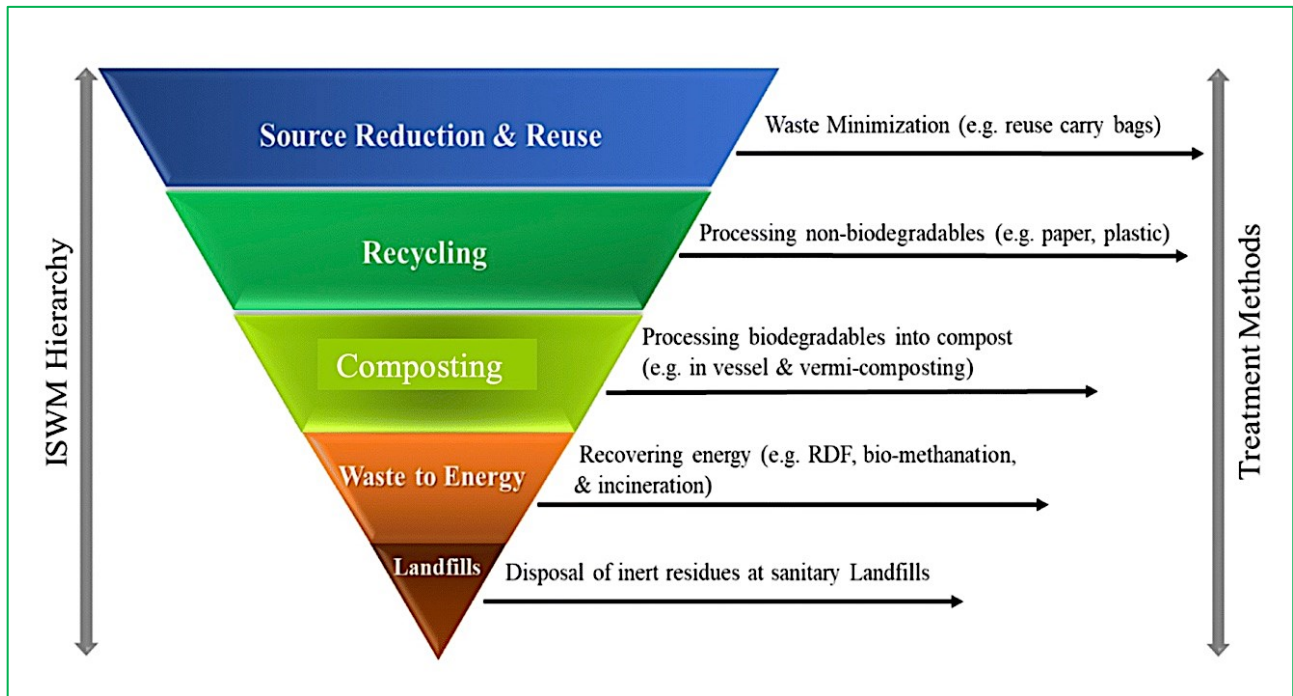 ISWM Hierarchy
Source Reduction & Reuse
Waste Minimization (e.g. reuse carry bags)
Recycling
Processing non-biodegradables (e.g. paper, plastic)
Composting
Processing biodegradables into compost
(e.g. in vessel & vermi-composting)
Waste to Energy
Recovering energy (e.g. RDF, bio-methanation,
& incineration)
Landfills
Disposal of inert residues at sanitary Landfills
Treatment Methods